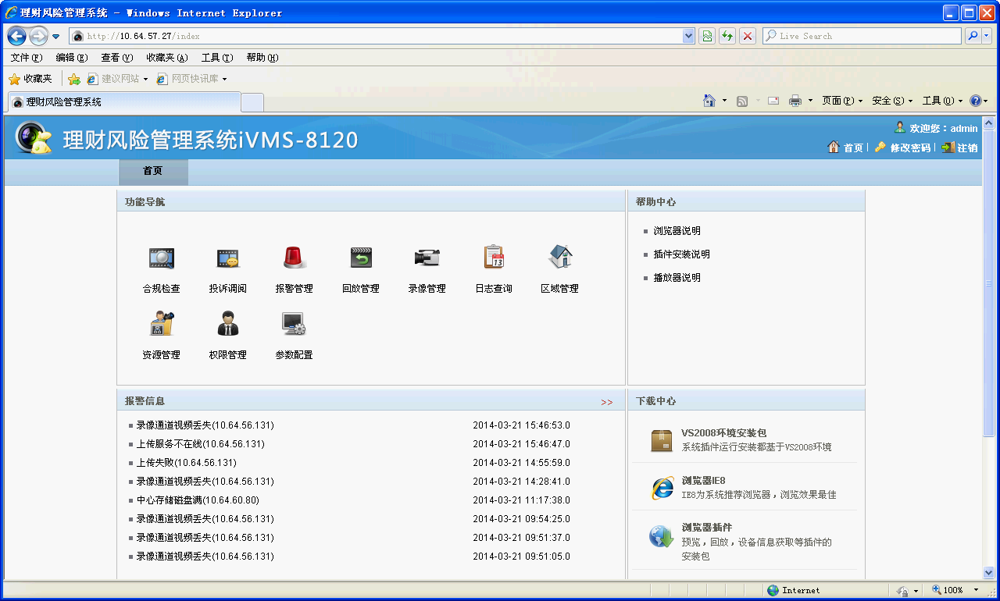 理财风险管理系统 - Windows Internet Explorer
http://10.64.57.27/index
Live Search
文件(F) 编辑(E) 查看(V) 收藏夹(A) 工具(T) 帮助(H)
收藏夹 建议网站 网页快讯库
理财风险管理系统
页面(P) 安全(S) 工具(O)
理财风险管理系统iVMS-8120
欢迎您：admin
首页 | 修改密码 | 注销
首页
功能导航
合规检查 投诉调阅 报警管理 回放管理 录像管理 日志查询 区域管理
资源管理 权限管理 参数配置
帮助中心
浏览器说明
插件安装说明
播放器说明
报警信息 >>
录像通道视频丢失(10.64.56.131) 2014-03-21 15:46:53.0
上传服务不在线(10.64.56.131) 2014-03-21 15:46:47.0
上传失败(10.64.56.131) 2014-03-21 14:55:59.0
录像通道视频丢失(10.64.56.131) 2014-03-21 14:28:41.0
中心存储磁盘满(10.64.60.80) 2014-03-21 11:17:38.0
录像通道视频丢失(10.64.56.131) 2014-03-21 09:54:25.0
录像通道视频丢失(10.64.56.131) 2014-03-21 09:51:37.0
录像通道视频丢失(10.64.56.131) 2014-03-21 09:51:05.0
下载中心
VS2008环境安装包
系统插件运行安装都基于VS2008环境
浏览器IE8
IE8为系统推荐浏览器，浏览效果最佳
浏览器插件
预览，回放，设备信息获取等插件的
安装包
Internet
100%